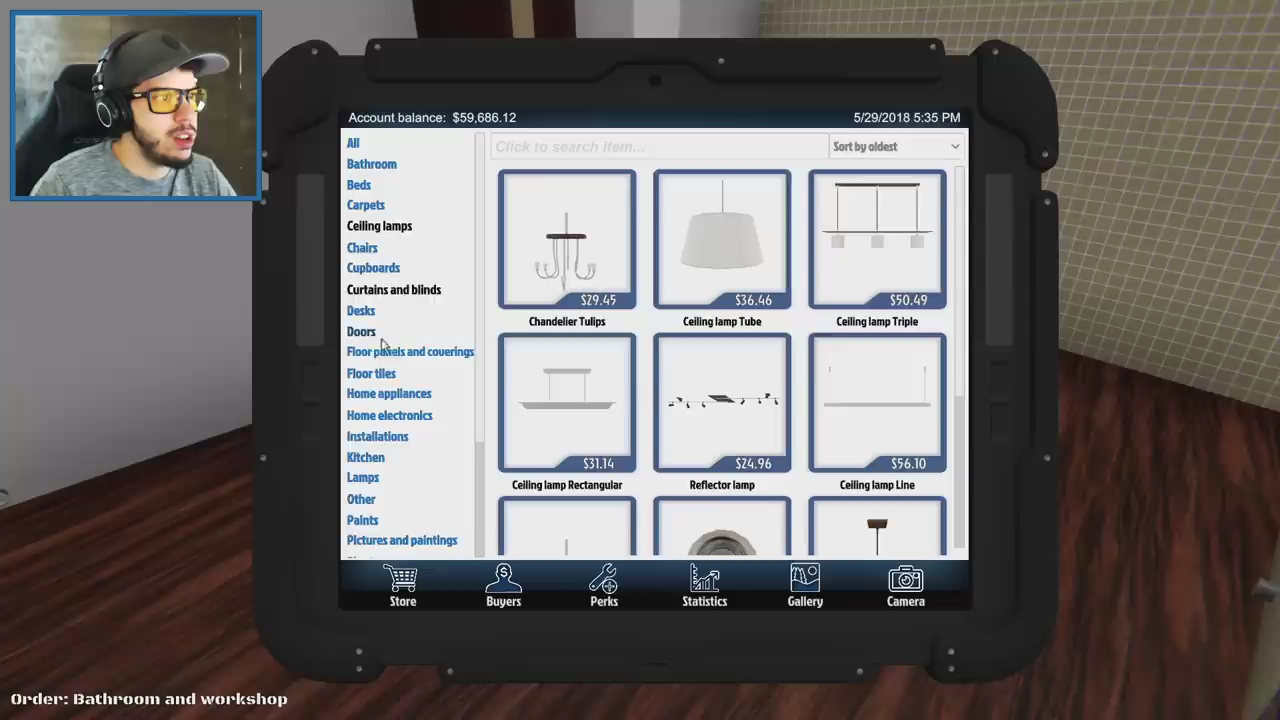 Account balance: $59,686.12
5/29/2018 5:35 PM
Click to search item...
Sort by oldest
All
Bathroom
Beds
Carpets
Ceiling lamps
Chairs
Cupboards
Curtains and blinds
Desks
Doors
Floor panels and coverings
Floor tiles
Home appliances
Home electronics
Installations
Kitchen
Lamps
Other
Paints
Pictures and paintings
$29.45
$36.46
$50.49
Chandelier Tulips
Ceiling lamp Tube
Ceiling lamp Triple
$31.14
$24.96
$56.10
Ceiling lamp Rectangular
Reflector lamp
Ceiling lamp Line
Store
Buyers
Perks
Statistics
Gallery
Camera
Order: Bathroom and workshop